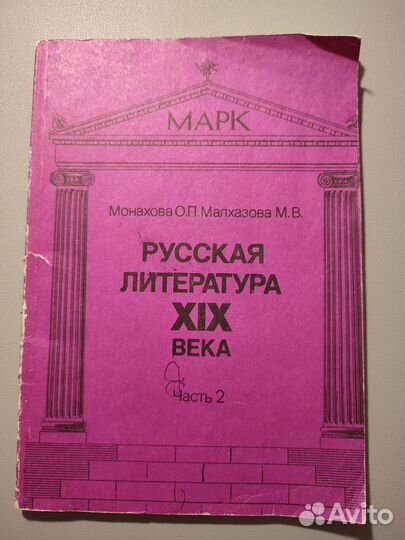 МАРК
Монахова О.П. Малхазова М.В.
РУССКАЯ
ЛИТЕРАТУРА
XIX
ВЕКА
Часть 2
Avito